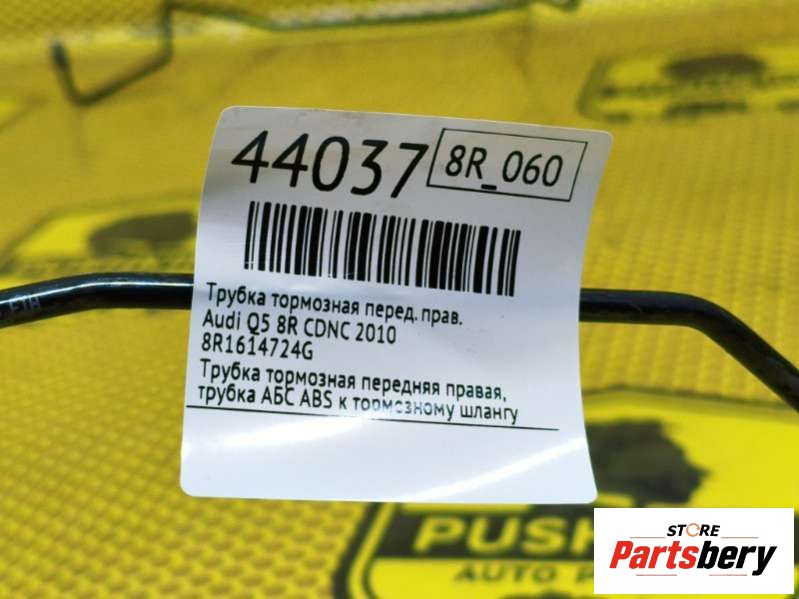 44037
8R_060
Трубка тормозная перед. прав.
Audi Q5 8R CDNC 2010
8R1614724G
Трубка тормозная передняя правая,
трубка АБС ABS к тормозному шлангу
PUSK
AUTO P
STORE
Partsbery